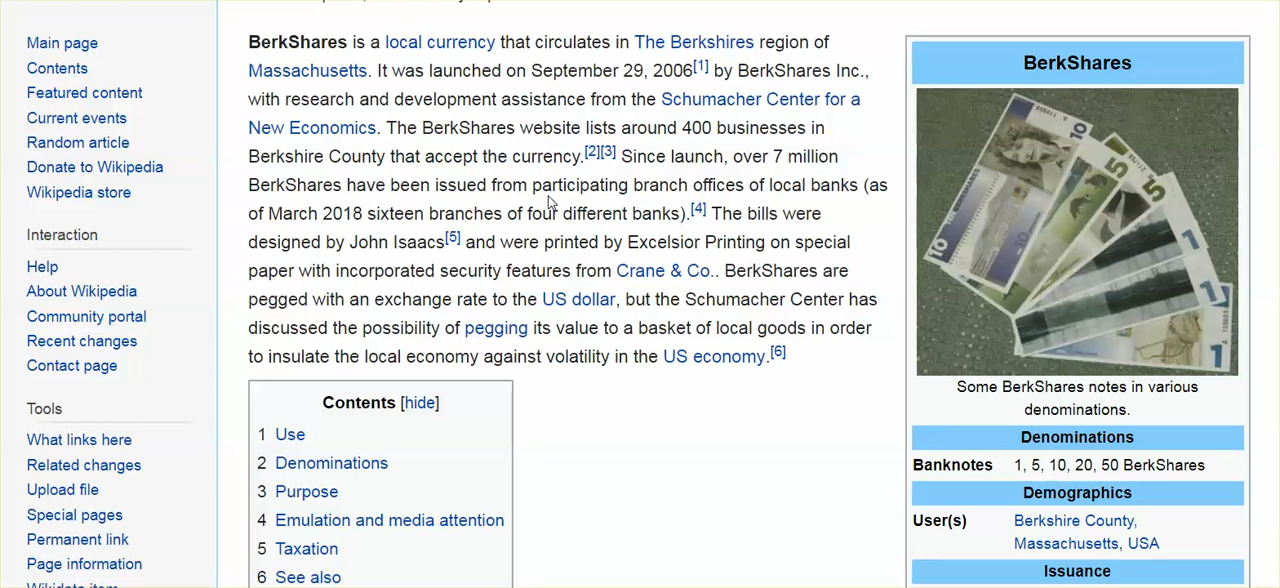 Main page
Contents
Featured content
Current events
Random article
Donate to Wikipedia
Wikipedia store
Interaction
Help
About Wikipedia
Community portal
Recent changes
Contact page
Tools
What links here
Related changes
Upload file
Special pages
Permanent link
Page information
Wikidata item
BerkShares is a local currency that circulates in The Berkshires region of
Massachusetts. It was launched on September 29, 2006[1] by BerkShares Inc.,
with research and development assistance from the Schumacher Center for a
New Economics. The BerkShares website lists around 400 businesses in
Berkshire County that accept the currency.[2][3] Since launch, over 7 million
BerkShares have been issued from participating branch offices of local banks (as
of March 2018 sixteen branches of four different banks).[4] The bills were
designed by John Isaacs[5] and were printed by Excelsior Printing on special
paper with incorporated security features from Crane & Co.. BerkShares are
pegged with an exchange rate to the US dollar, but the Schumacher Center has
discussed the possibility of pegging its value to a basket of local goods in order
to insulate the local economy against volatility in the US economy.[6]
Contents [hide]
1 Use
2 Denominations
3 Purpose
4 Emulation and media attention
5 Taxation
6 See also
BerkShares
10
10
10
5
5
1
1
1
Some BerkShares notes in various
denominations.
Denominations
Banknotes 1, 5, 10, 20, 50 BerkShares
Demographics
User(s) Berkshire County,
Massachusetts, USA
Issuance